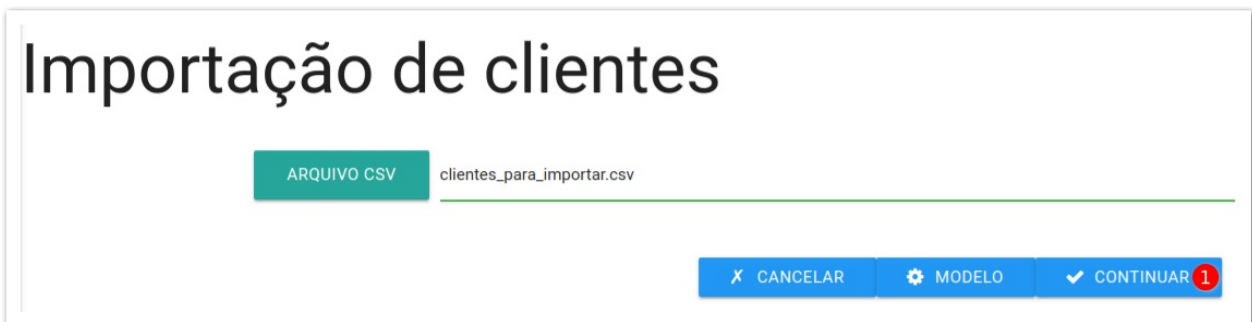 Importação de clientes
ARQUIVO CSV clientes_para_importar.csv
✗ CANCELAR MODELO ✔ CONTINUAR 1